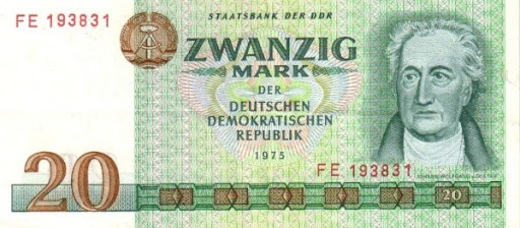 STAATSBANK DER DDR
FE 193831
ZWANZIG
MARK
DER
DEUTSCHEN
DEMOKRATISCHEN
REPUBLIK
1975
FE 193831
20
20